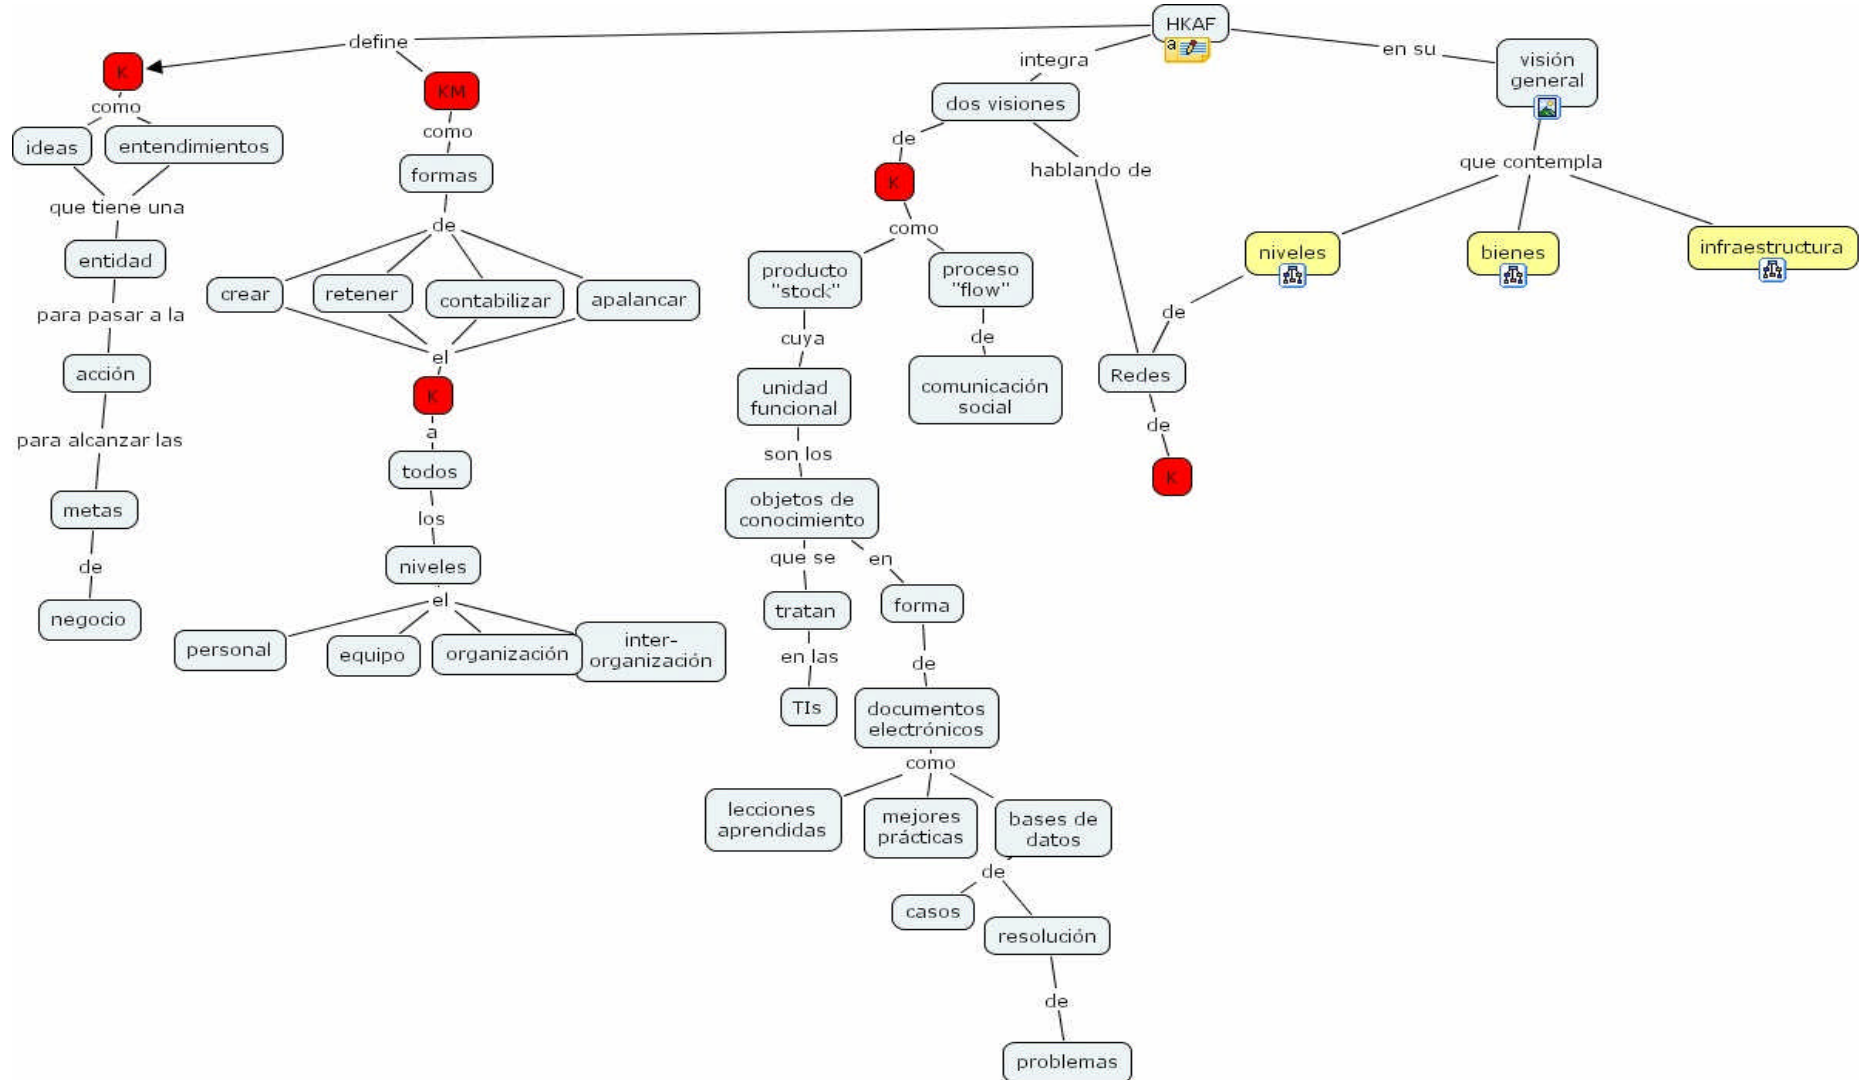 HKAF
a
define
integra
en su
K
como
ideas
entendimientos
que tiene una
entidad
para pasar a la
acción
para alcanzar las
metas
de
negocio
KM
como
formas
de
crear
retener
contabilizar
apalancar
el
K
a
todos
los
niveles
el
personal
equipo
organización
inter-
organización
dos visiones
de
K
como
producto
"stock"
cuya
unidad
funcional
son los
objetos de
conocimiento
que se
tratan
en las
TIs
en
forma
de
documentos
electrónicos
como
lecciones
aprendidas
mejores
prácticas
bases de
datos
de
casos
resolución
de
problemas
proceso
"flow"
de
comunicación
social
hablando de
Redes
de
K
visión
general
que contempla
niveles
de
bienes
infraestructura